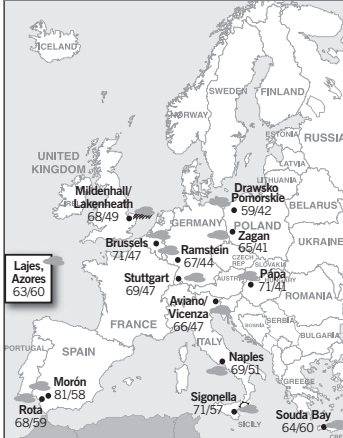 ICELAND
SWEDEN
FINLAND
NORWAY
ESTONIA
RUSSIA
LATVIA
LITHUANIA
UNITED
KINGDOM
Mildenhall/
Lakenheath
68/49
Drawsko
Pomorskie
59/42
BELARUS
GERMANY
POLAND
Zagan
65/41
Brussels
71/47
Ramstein
67/44
CZECH
REP
SLOVAKIA
UKRAINE
Lajes,
Azores
63/60
Stuttgart
69/47
Pápa
71/41
HUNGARY
Aviano/
Vicenza
66/47
ROMANIA
FRANCE
BOSNIA
SERBIA
BULGARIA
ITALY
PORTUGAL
SPAIN
Naples
69/51
Morón
81/58
GREECE
Rota
68/59
Sigonella
71/57
SICILY
Souda Bay
64/60